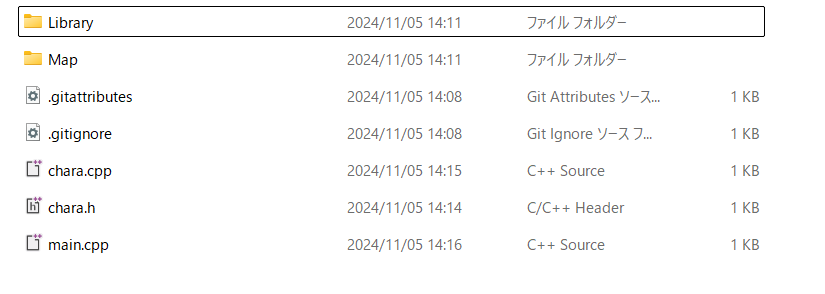 Library 2024/11/05 14:11 ファイル フォルダー
Map 2024/11/05 14:11 ファイル フォルダー
.gitattributes 2024/11/05 14:08 Git Attributes ソース... 1 KB
.gitignore 2024/11/05 14:08 Git Ignore ソース フ... 1 KB
chara.cpp 2024/11/05 14:15 C++ Source 1 KB
chara.h 2024/11/05 14:14 C/C++ Header 1 KB
main.cpp 2024/11/05 14:16 C++ Source 1 KB